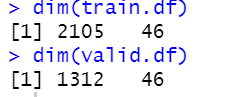 > dim(train.df)
[1] 2105 46
> dim(valid.df)
[1] 1312 46